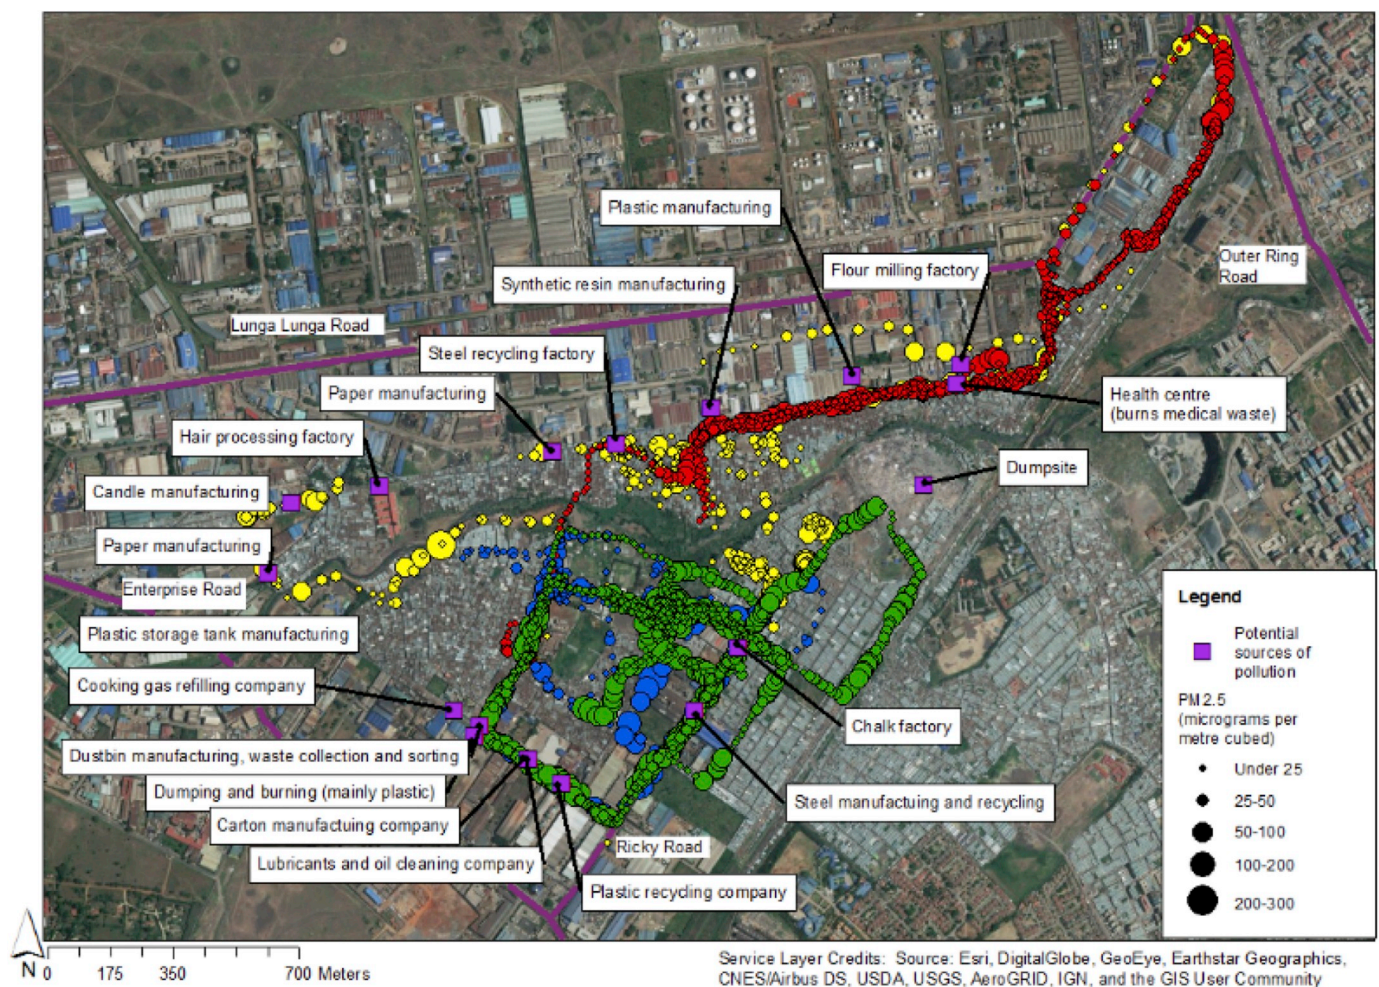 Plastic manufacturing
Flour milling factory
Outer Ring
Road
Synthetic resin manufacturing
Lunga Lunga Road
Steel recycling factory
Paper manufacturing
Health centre
(burns medical waste)
Hair processing factory
Dumpsite
Candle manufacturing
Paper manufacturing
Enterprise Road
Plastic storage tank manufacturing
Cooking gas refilling company
Chalk factory
Dustbin manufacturing, waste collection and sorting
Dumping and burning (mainly plastic)
Steel manufactuing and recycling
Carton manufactuing company
Ricky Road
Lubricants and oil cleaning company
Plastic recycling company
Legend
Potential
sources of
pollution
PM2.5
(micrograms per
metre cubed)
Under 25
25-50
50-100
100-200
200-300
N
0 175 350 700 Meters
Service Layer Credits: Source: Esri, DigitalGlobe, GeoEye, Earthstar Geographics,
CNES/Airbus DS, USDA, USGS, AeroGRID, IGN, and the GIS User Community